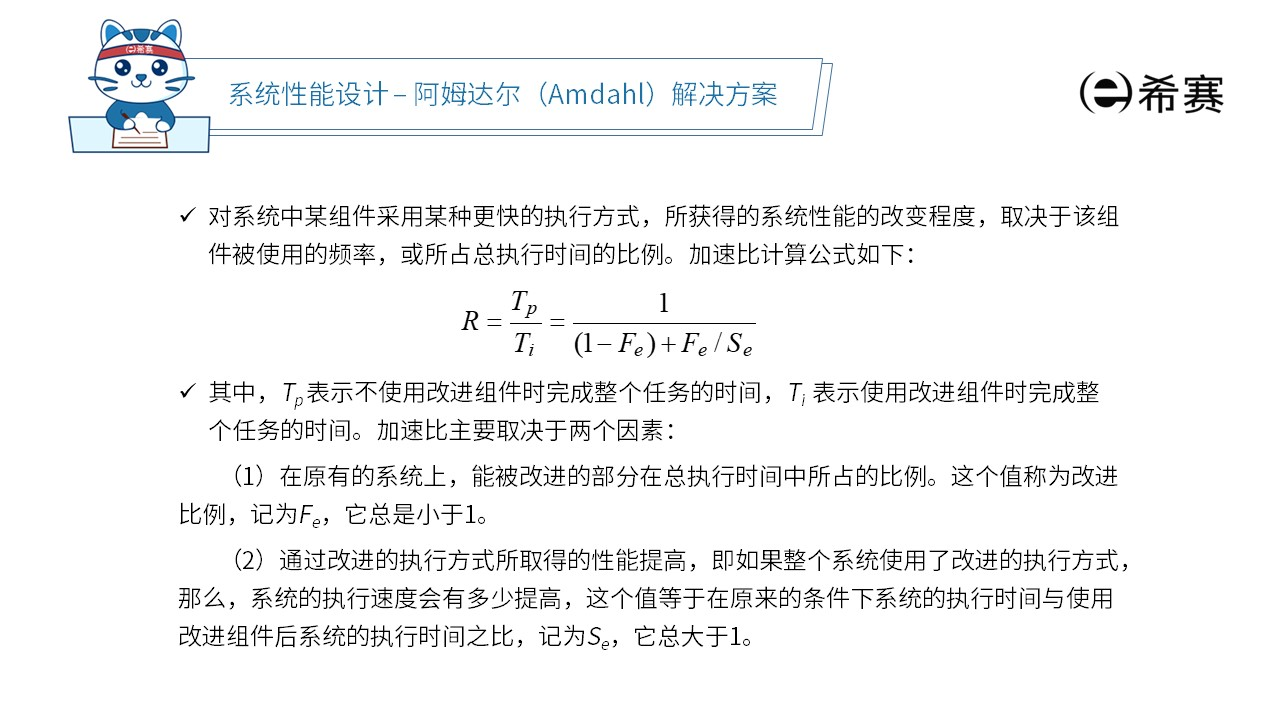 希赛
系统性能设计 – 阿姆达尔（Amdahl）解决方案
希赛
✓ 对系统中某组件采用某种更快的执行方式，所获得的系统性能的改变程度，取决于该组
件被使用的频率，或所占总执行时间的比例。加速比计算公式如下：
R = T_p / T_i = 1 / ((1 − F_e) + F_e / S_e)
✓ 其中，T_p 表示不使用改进组件时完成整个任务的时间，T_i 表示使用改进组件时完成整
个任务的时间。加速比主要取决于两个因素：
（1）在原有的系统上，能被改进的部分在总执行时间中所占的比例。这个值称为改进
比例，记为F_e，它总是小于1。
（2）通过改进的执行方式所取得的性能提高，即如果整个系统使用了改进的执行方式，
那么，系统的执行速度会有多少提高，这个值等于在原来的条件下系统的执行时间与使用
改进组件后系统的执行时间之比，记为S_e，它总大于1。